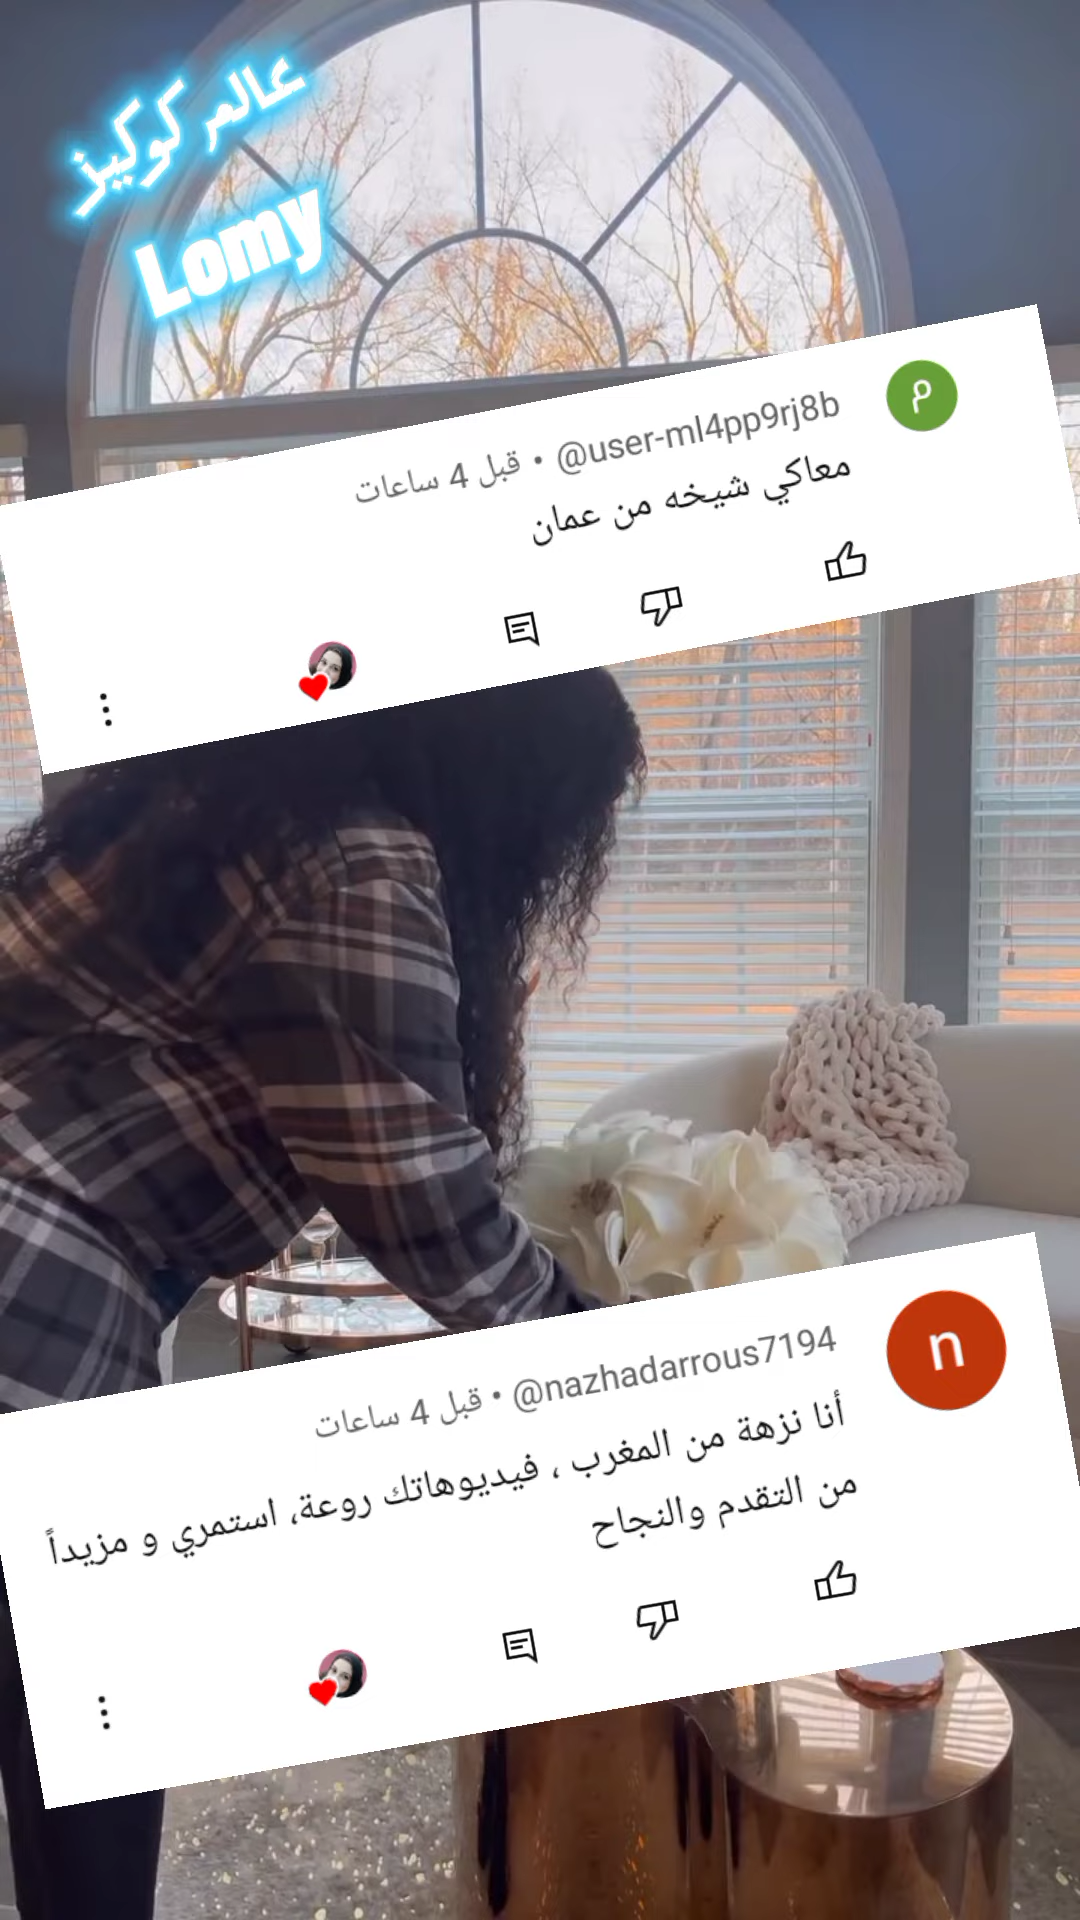 عالم كوكيز
Lomy
@user-ml4pp9rj8b • قبل 4 ساعات
م
معاكي شيخه من عمان
@nazhadarrous7194 • قبل 4 ساعات
n
أنا نزهة من المغرب ، فيديوهاتك روعة، استمري و مزيداً
من التقدم والنجاح